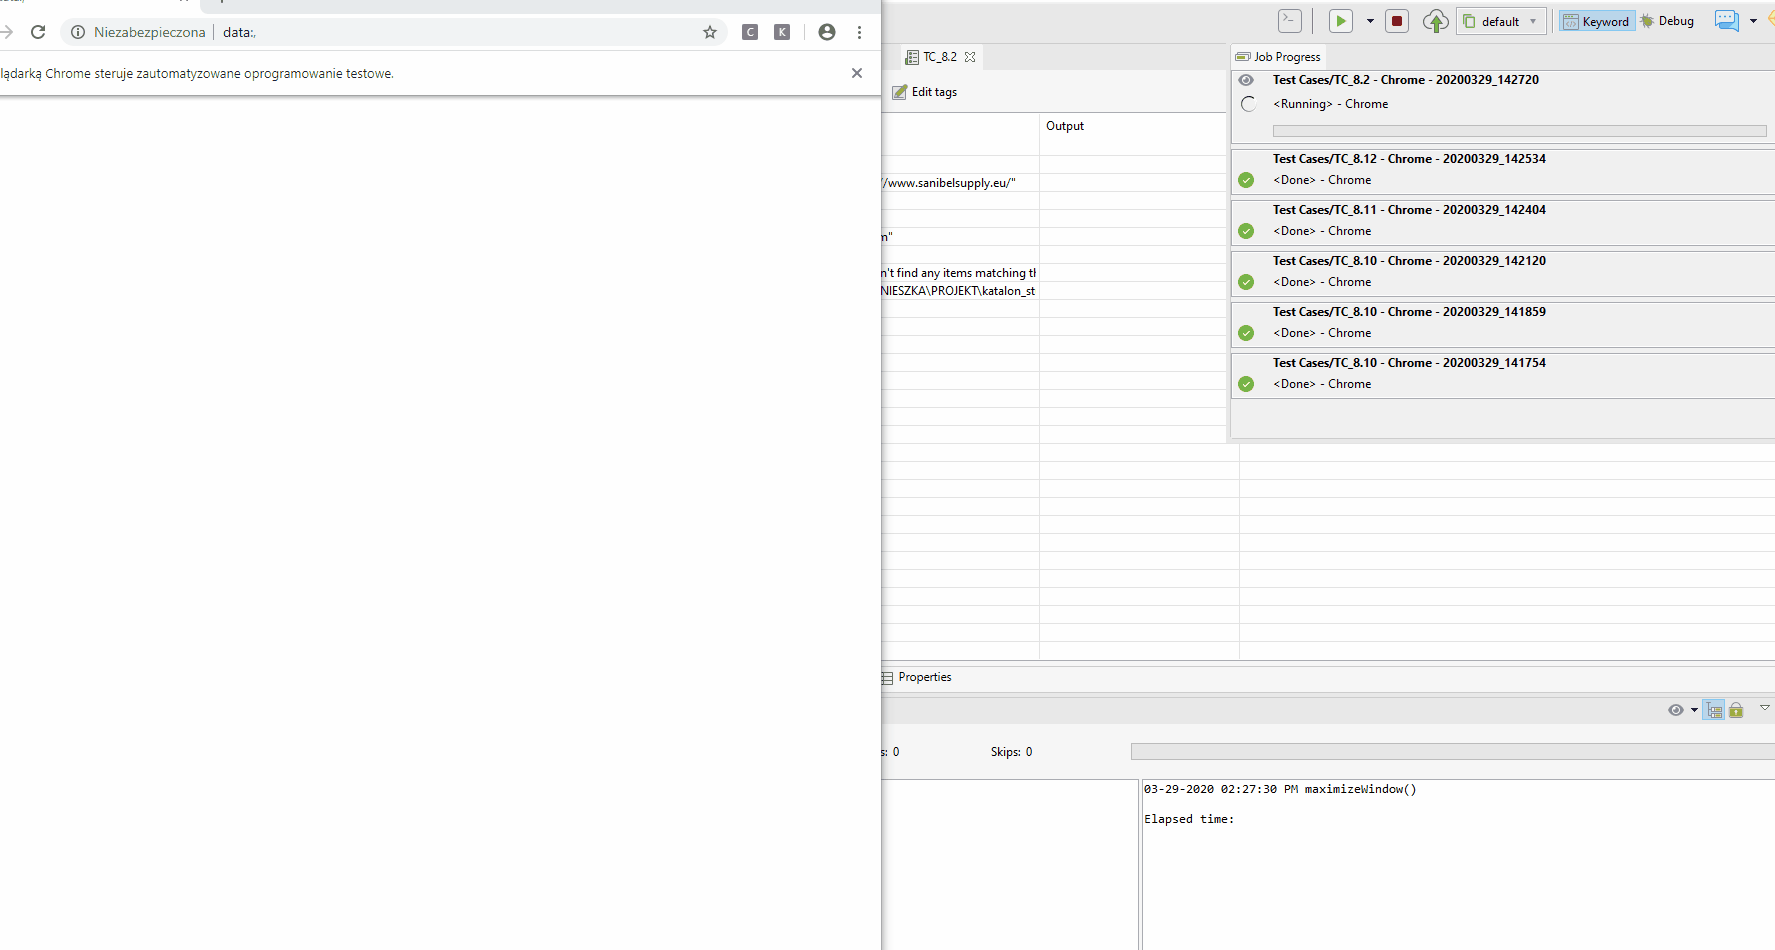 Niezabezpieczona
data:,
lądarką Chrome steruje zautomatyzowane oprogramowanie testowe.
C
K
default
Keyword
Debug
TC_8.2
Edit tags
Output
//www.sanibelsupply.eu/"
m"
n't find any items matching th
NIESZKA\PROJEKT\katalon_st
Job Progress
Test Cases/TC_8.2 - Chrome - 20200329_142720
<Running> - Chrome
Test Cases/TC_8.12 - Chrome - 20200329_142534
<Done> - Chrome
Test Cases/TC_8.11 - Chrome - 20200329_142404
<Done> - Chrome
Test Cases/TC_8.10 - Chrome - 20200329_142120
<Done> - Chrome
Test Cases/TC_8.10 - Chrome - 20200329_141859
<Done> - Chrome
Test Cases/TC_8.10 - Chrome - 20200329_141754
<Done> - Chrome
Properties
s: 0
Skips: 0
03-29-2020 02:27:30 PM maximizeWindow()
Elapsed time: